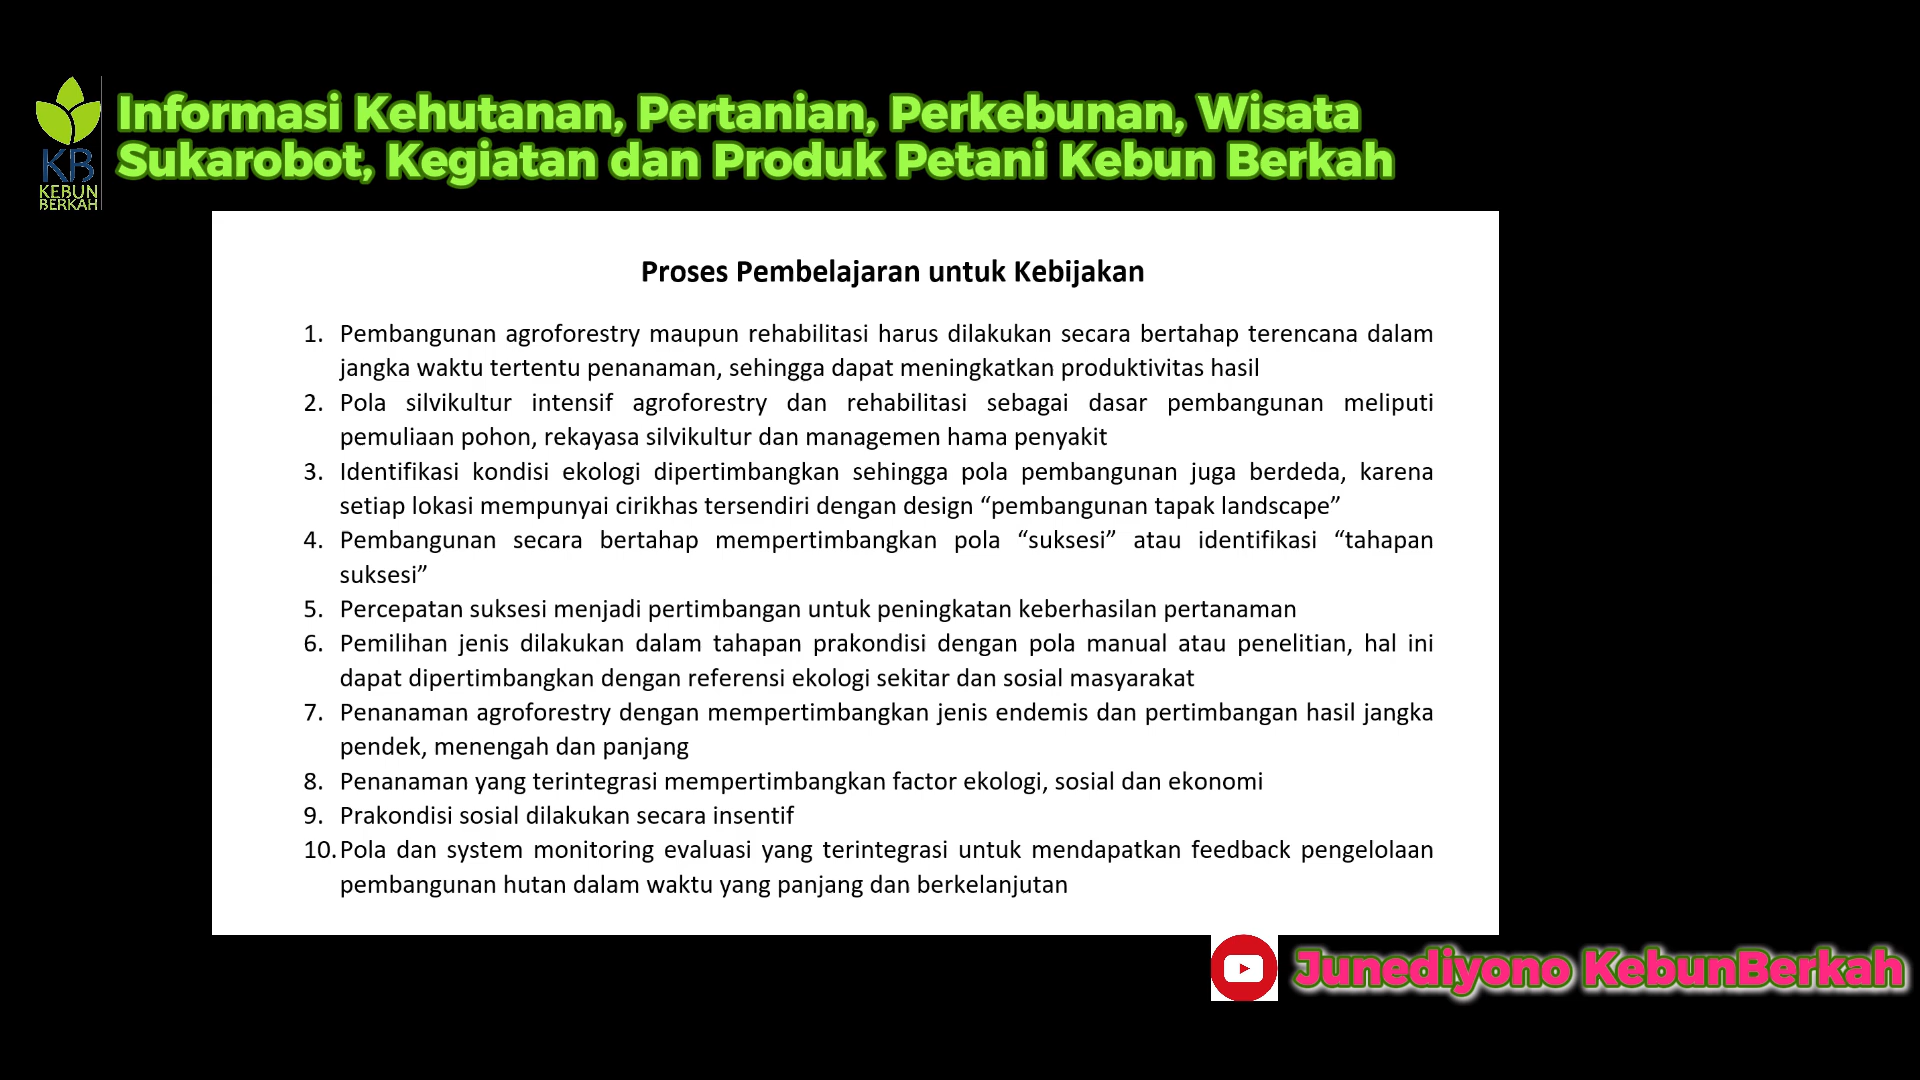 Informasi Kehutanan, Pertanian, Perkebunan, Wisata
Sukarobot, Kegiatan dan Produk Petani Kebun Berkah
KB
KEBUN
BERKAH
Proses Pembelajaran untuk Kebijakan
1. Pembangunan agroforestry maupun rehabilitasi harus dilakukan secara bertahap terencana dalam
jangka waktu tertentu penanaman, sehingga dapat meningkatkan produktivitas hasil
2. Pola silvikultur intensif agroforestry dan rehabilitasi sebagai dasar pembangunan meliputi
pemuliaan pohon, rekayasa silvikultur dan managemen hama penyakit
3. Identifikasi kondisi ekologi dipertimbangkan sehingga pola pembangunan juga berdeda, karena
setiap lokasi mempunyai cirikhas tersendiri dengan design “pembangunan tapak landscape”
4. Pembangunan secara bertahap mempertimbangkan pola “suksesi” atau identifikasi “tahapan
suksesi”
5. Percepatan suksesi menjadi pertimbangan untuk peningkatan keberhasilan pertanaman
6. Pemilihan jenis dilakukan dalam tahapan prakondisi dengan pola manual atau penelitian, hal ini
dapat dipertimbangkan dengan referensi ekologi sekitar dan sosial masyarakat
7. Penanaman agroforestry dengan mempertimbangkan jenis endemis dan pertimbangan hasil jangka
pendek, menengah dan panjang
8. Penanaman yang terintegrasi mempertimbangkan factor ekologi, sosial dan ekonomi
9. Prakondisi sosial dilakukan secara insentif
10. Pola dan system monitoring evaluasi yang terintegrasi untuk mendapatkan feedback pengelolaan
pembangunan hutan dalam waktu yang panjang dan berkelanjutan
Junediyono KebunBerkah